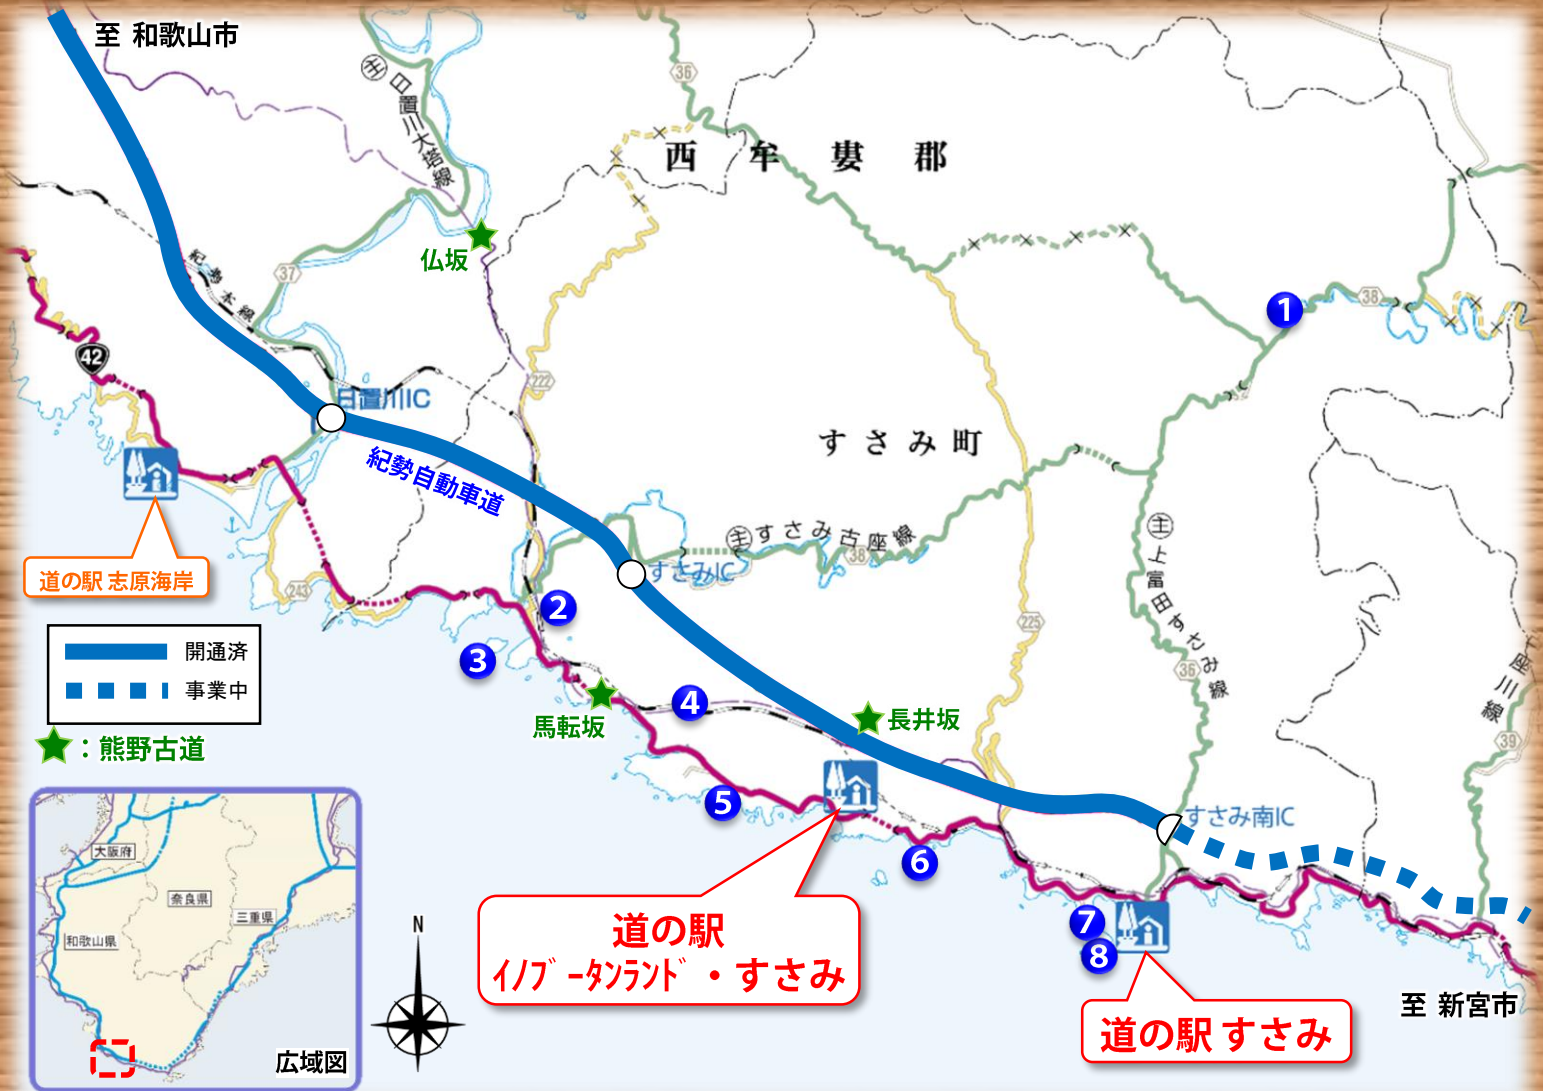 至 和歌山市
36
主 日置川大塔線
西牟婁郡
仏坂
37
紀勢本線
1
38
42
222
日置川IC
すさみ町
紀勢自動車道
主 すさみ古座線
38
主 上富田すさみ線
すさみIC
道の駅 志原海岸
243
2
225
開通済
事業中
3
36
座川線
4
馬転坂
長井坂
39
:熊野古道
5
すさみ南IC
6
大阪府
奈良県
三重県
和歌山県
広域図
N
道の駅
ｲﾉﾌﾞｰﾀﾝﾗﾝﾄﾞ・すさみ
7
8
道の駅 すさみ
至 新宮市